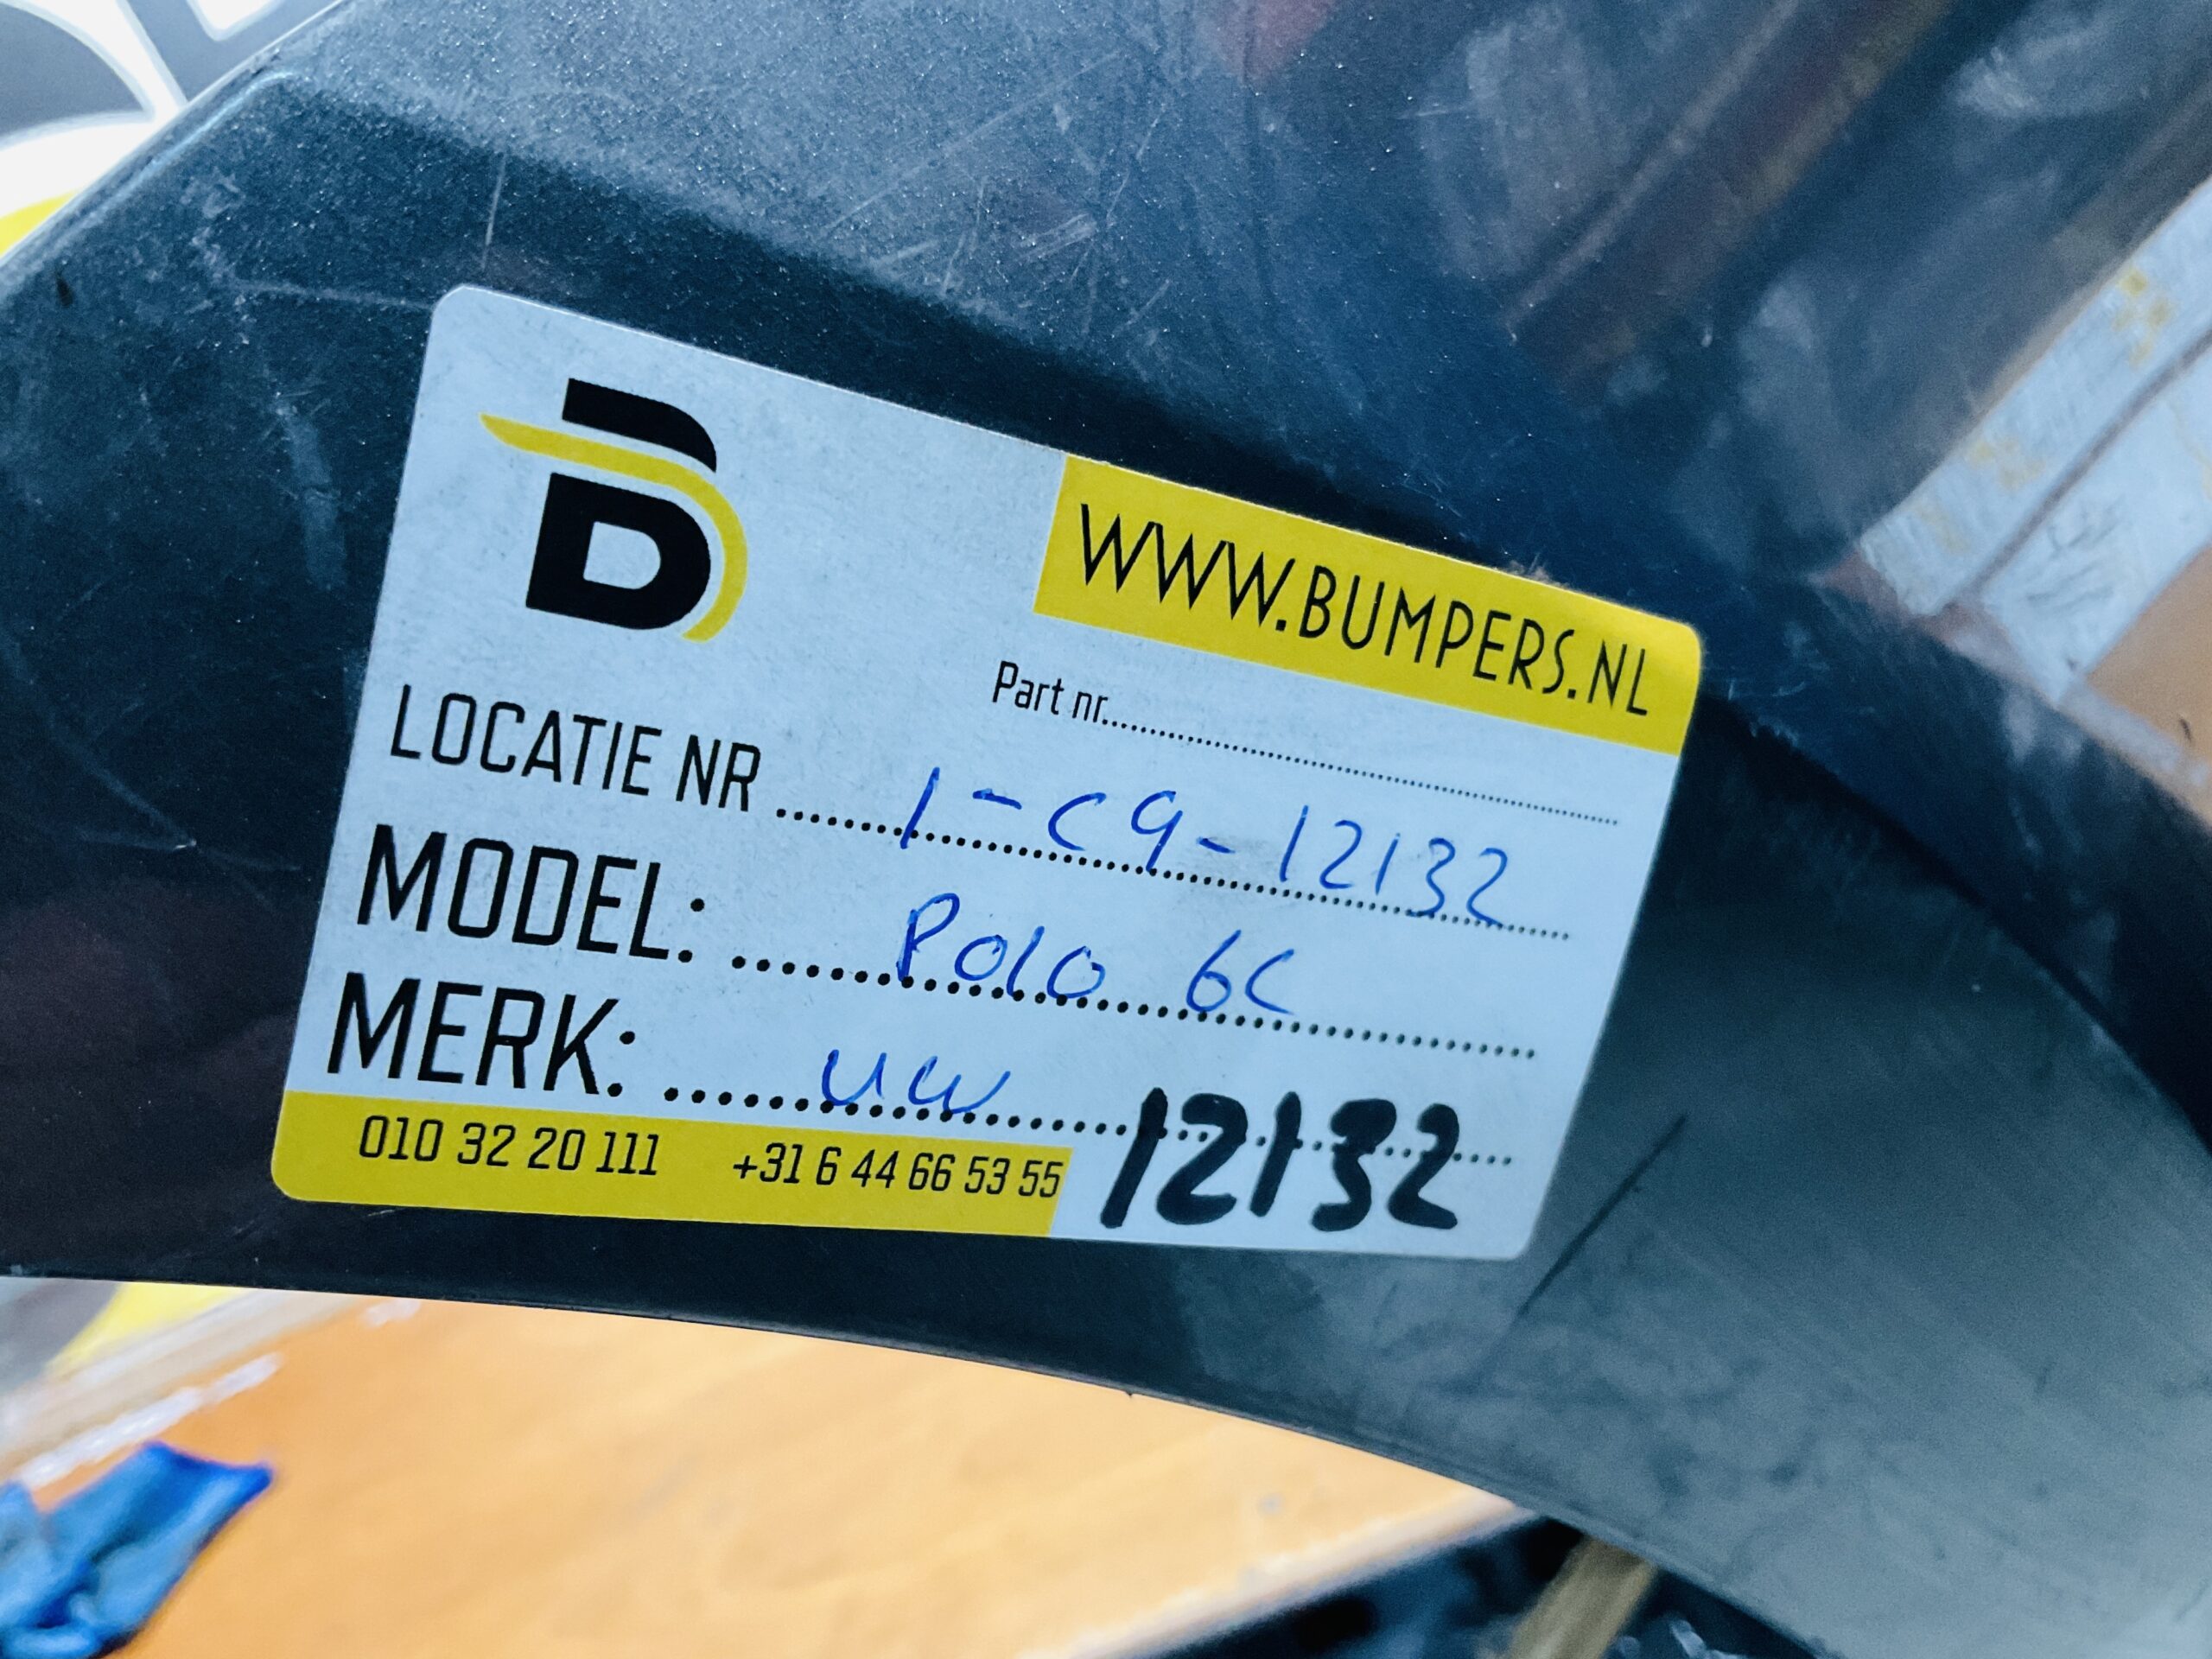 WWW.BUMPERS.NL
Part nr..........
LOCATIE NR .......... 1-C9-12132
MODEL: .......... Polo 6C
MERK: .......... uw
12132
010 32 20 111 +31 6 44 66 53 55